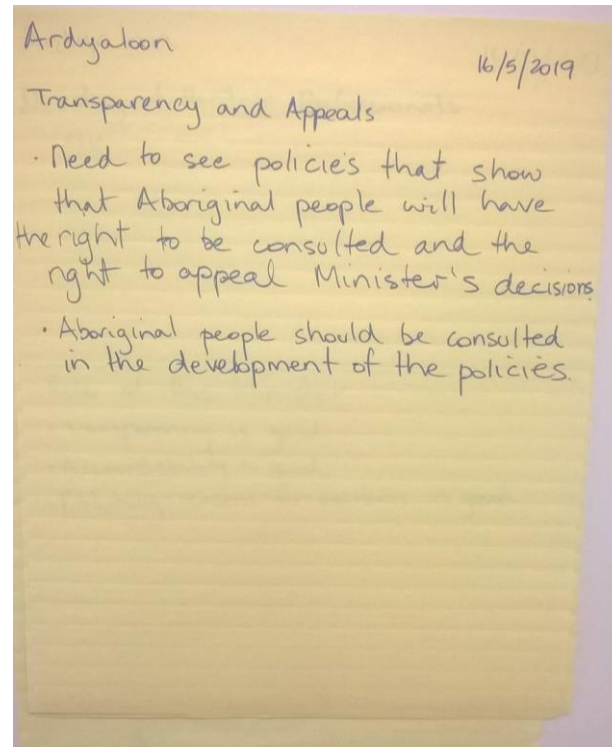 Ardyaloon
16/5/2019
Transparency and Appeals
· Need to see policies that show
that Aboriginal people will have
the right to be consulted and the
right to appeal Minister's decisions
· Aboriginal people should be consulted
in the development of the policies.